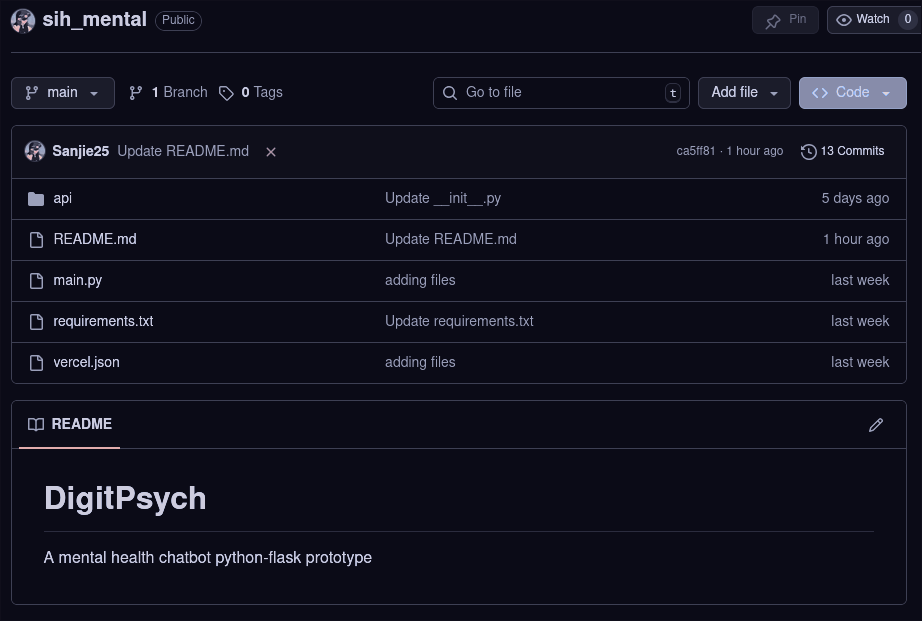 sih_mental Public Pin Watch 0
main 1 Branch 0 Tags Go to file t Add file Code
Sanjie25 Update README.md ca5ff81 · 1 hour ago 13 Commits
api Update __init__.py 5 days ago
README.md Update README.md 1 hour ago
main.py adding files last week
requirements.txt Update requirements.txt last week
vercel.json adding files last week
README
DigitPsych
A mental health chatbot python-flask prototype